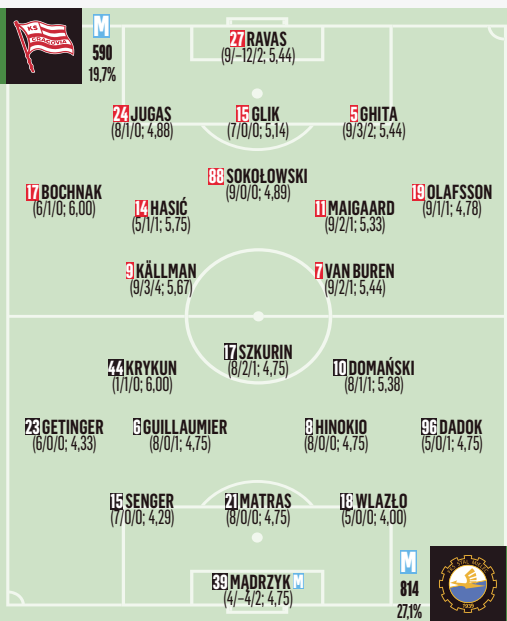 KS
CRACOVIA
M
590
19,7%
27 RAVAS
(9/–12/2; 5,44)
24 JUGAS
(8/1/0; 4,88)
15 GLIK
(7/0/0; 5,14)
5 GHITA
(9/3/2; 5,44)
88 SOKOŁOWSKI
(9/0/0; 4,89)
17 BOCHNAK
(6/1/0; 6,00)
14 HASIĆ
(5/1/1; 5,75)
11 MAIGAARD
(9/2/1; 5,33)
19 OLAFSSON
(9/1/1; 4,78)
9 KÄLLMAN
(9/3/4; 5,67)
7 VAN BUREN
(9/2/1; 5,44)
17 SZKURIN
(8/2/1; 4,75)
44 KRYKUN
(1/1/0; 6,00)
10 DOMAŃSKI
(8/1/1; 5,38)
23 GETINGER
(6/0/0; 4,33)
6 GUILLAUMIER
(8/0/1; 4,75)
8 HINOKIO
(8/0/0; 4,75)
96 DADOK
(5/0/1; 4,75)
15 SENGER
(7/0/0; 4,29)
21 MATRAS
(8/0/0; 4,75)
18 WLAZŁO
(5/0/0; 4,00)
39 MĄDRZYK M
(4/–4/2; 4,75)
M
814
27,1%
1939